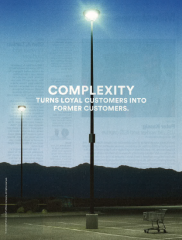 COMPLEXITY
TURNS LOYAL CUSTOMERS INTO
FORMER CUSTOMERS.